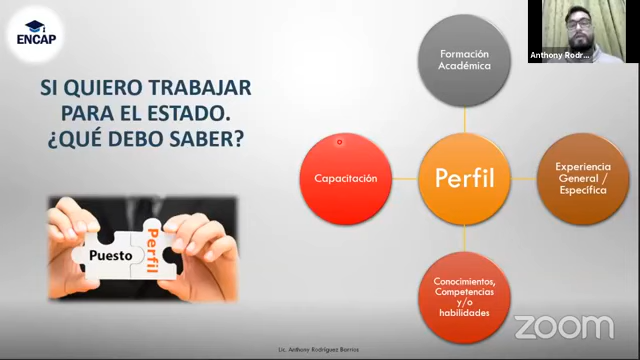 ENCAP
SI QUIERO TRABAJAR
PARA EL ESTADO.
¿QUÉ DEBO SABER?
Puesto
Perfil
Formación
Académica
Capacitación
Perfil
Experiencia
General /
Específica
Conocimientos,
Competencias
y/o
habilidades
Anthony Rodr...
zoom
Lic. Anthony Rodríguez Barrios